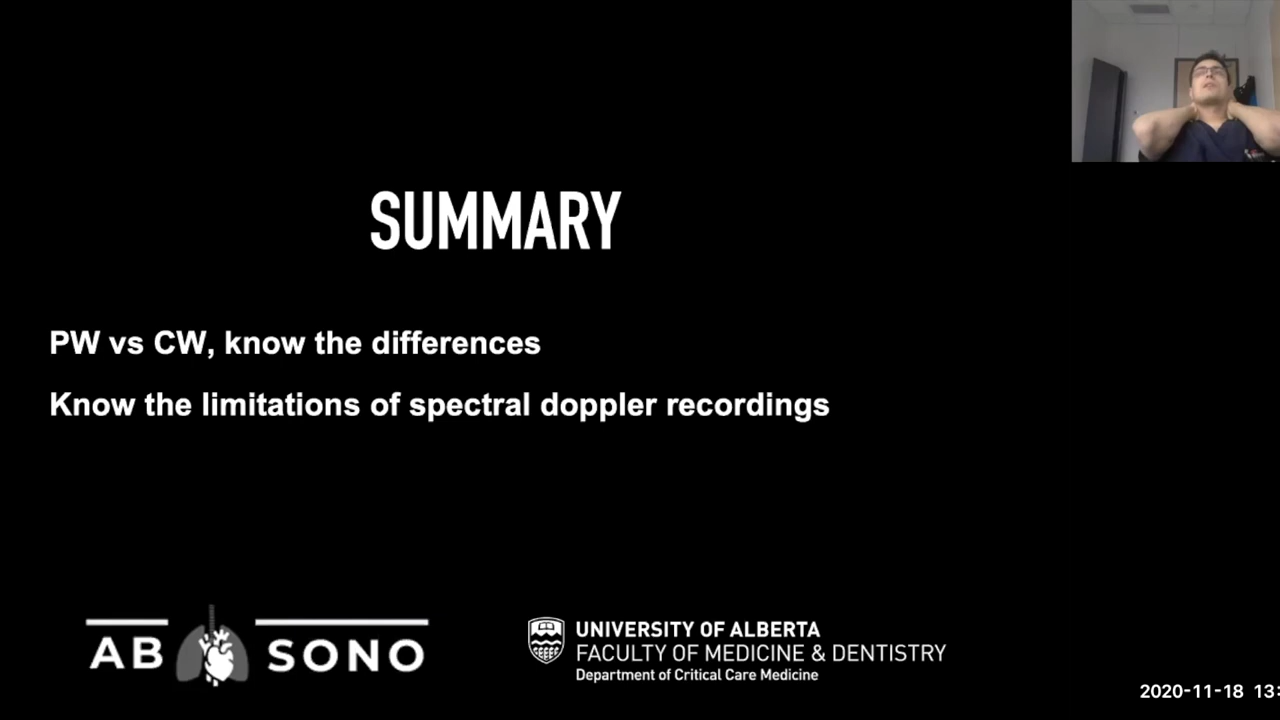 SUMMARY
PW vs CW, know the differences
Know the limitations of spectral doppler recordings
AB SONO
UNIVERSITY OF ALBERTA
FACULTY OF MEDICINE & DENTISTRY
Department of Critical Care Medicine
2020-11-18 13: